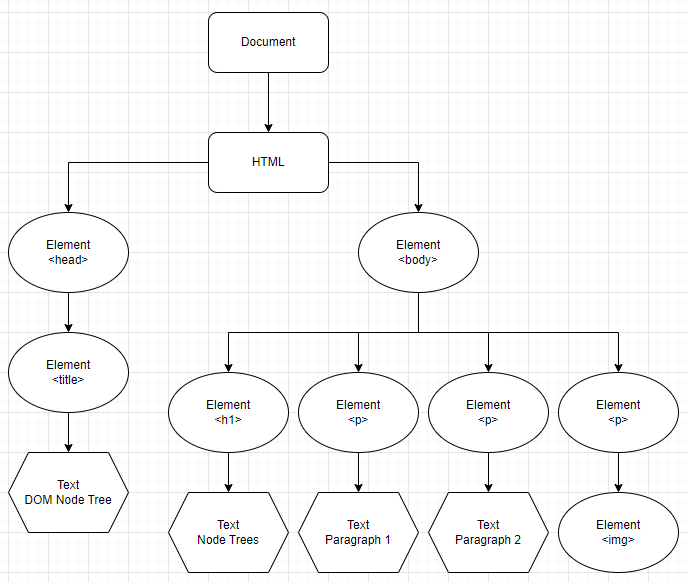 Document
HTML
Element
<head>
Element
<body>
Element
<title>
Element
<h1>
Element
<p>
Element
<p>
Element
<p>
Text
DOM Node Tree
Text
Node Trees
Text
Paragraph 1
Text
Paragraph 2
Element
<img>